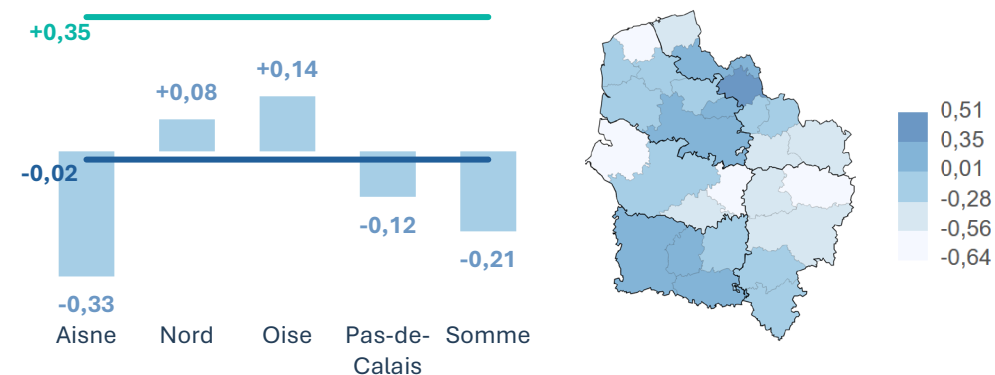 +0,35
+0,14
+0,08
-0,02
-0,12
-0,21
-0,33
Aisne
Nord
Oise
Pas-de-
Calais
Somme
0,51
0,35
0,01
-0,28
-0,56
-0,64